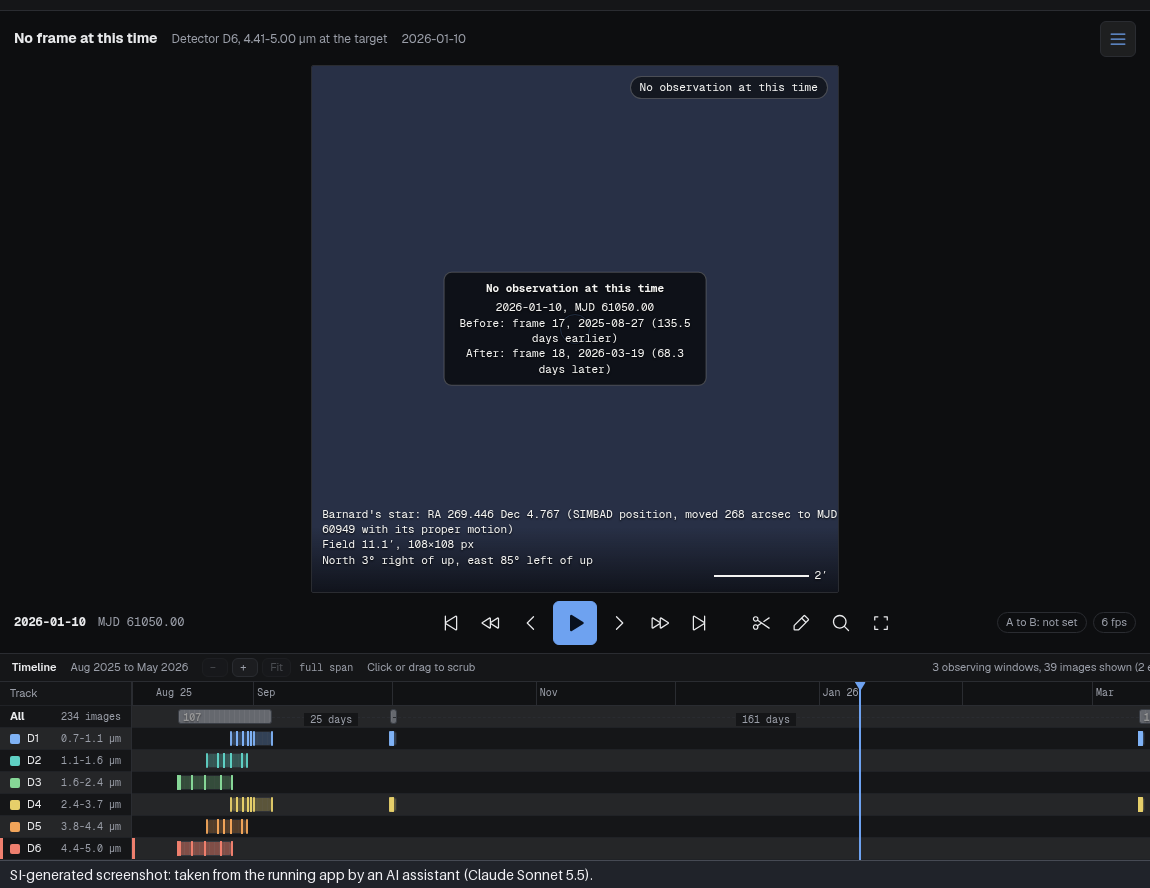 No frame at this time Detector D6, 4.41-5.00 µm at the target 2026-01-10
No observation at this time
No observation at this time
2026-01-10, MJD 61050.00
Before: frame 17, 2025-08-27 (135.5
days earlier)
After: frame 18, 2026-03-19 (68.3
days later)
Barnard's star: RA 269.446 Dec 4.767 (SIMBAD position, moved 268 arcsec to MJD
60949 with its proper motion)
Field 11.1′, 108×108 px
North 3° right of up, east 85° left of up
2′
2026-01-10 MJD 61050.00
A to B: not set 6 fps
Timeline Aug 2025 to May 2026 − + Fit full span Click or drag to scrub 3 observing windows, 39 images shown (2 e
Track Aug 25 Sep Nov Jan 26 Mar
All 234 images 107 25 days 161 days 1
D1 0.7-1.1 µm
D2 1.1-1.6 µm
D3 1.6-2.4 µm
D4 2.4-3.7 µm
D5 3.8-4.4 µm
D6 4.4-5.0 µm
SI-generated screenshot: taken from the running app by an AI assistant (Claude Sonnet 5.5).